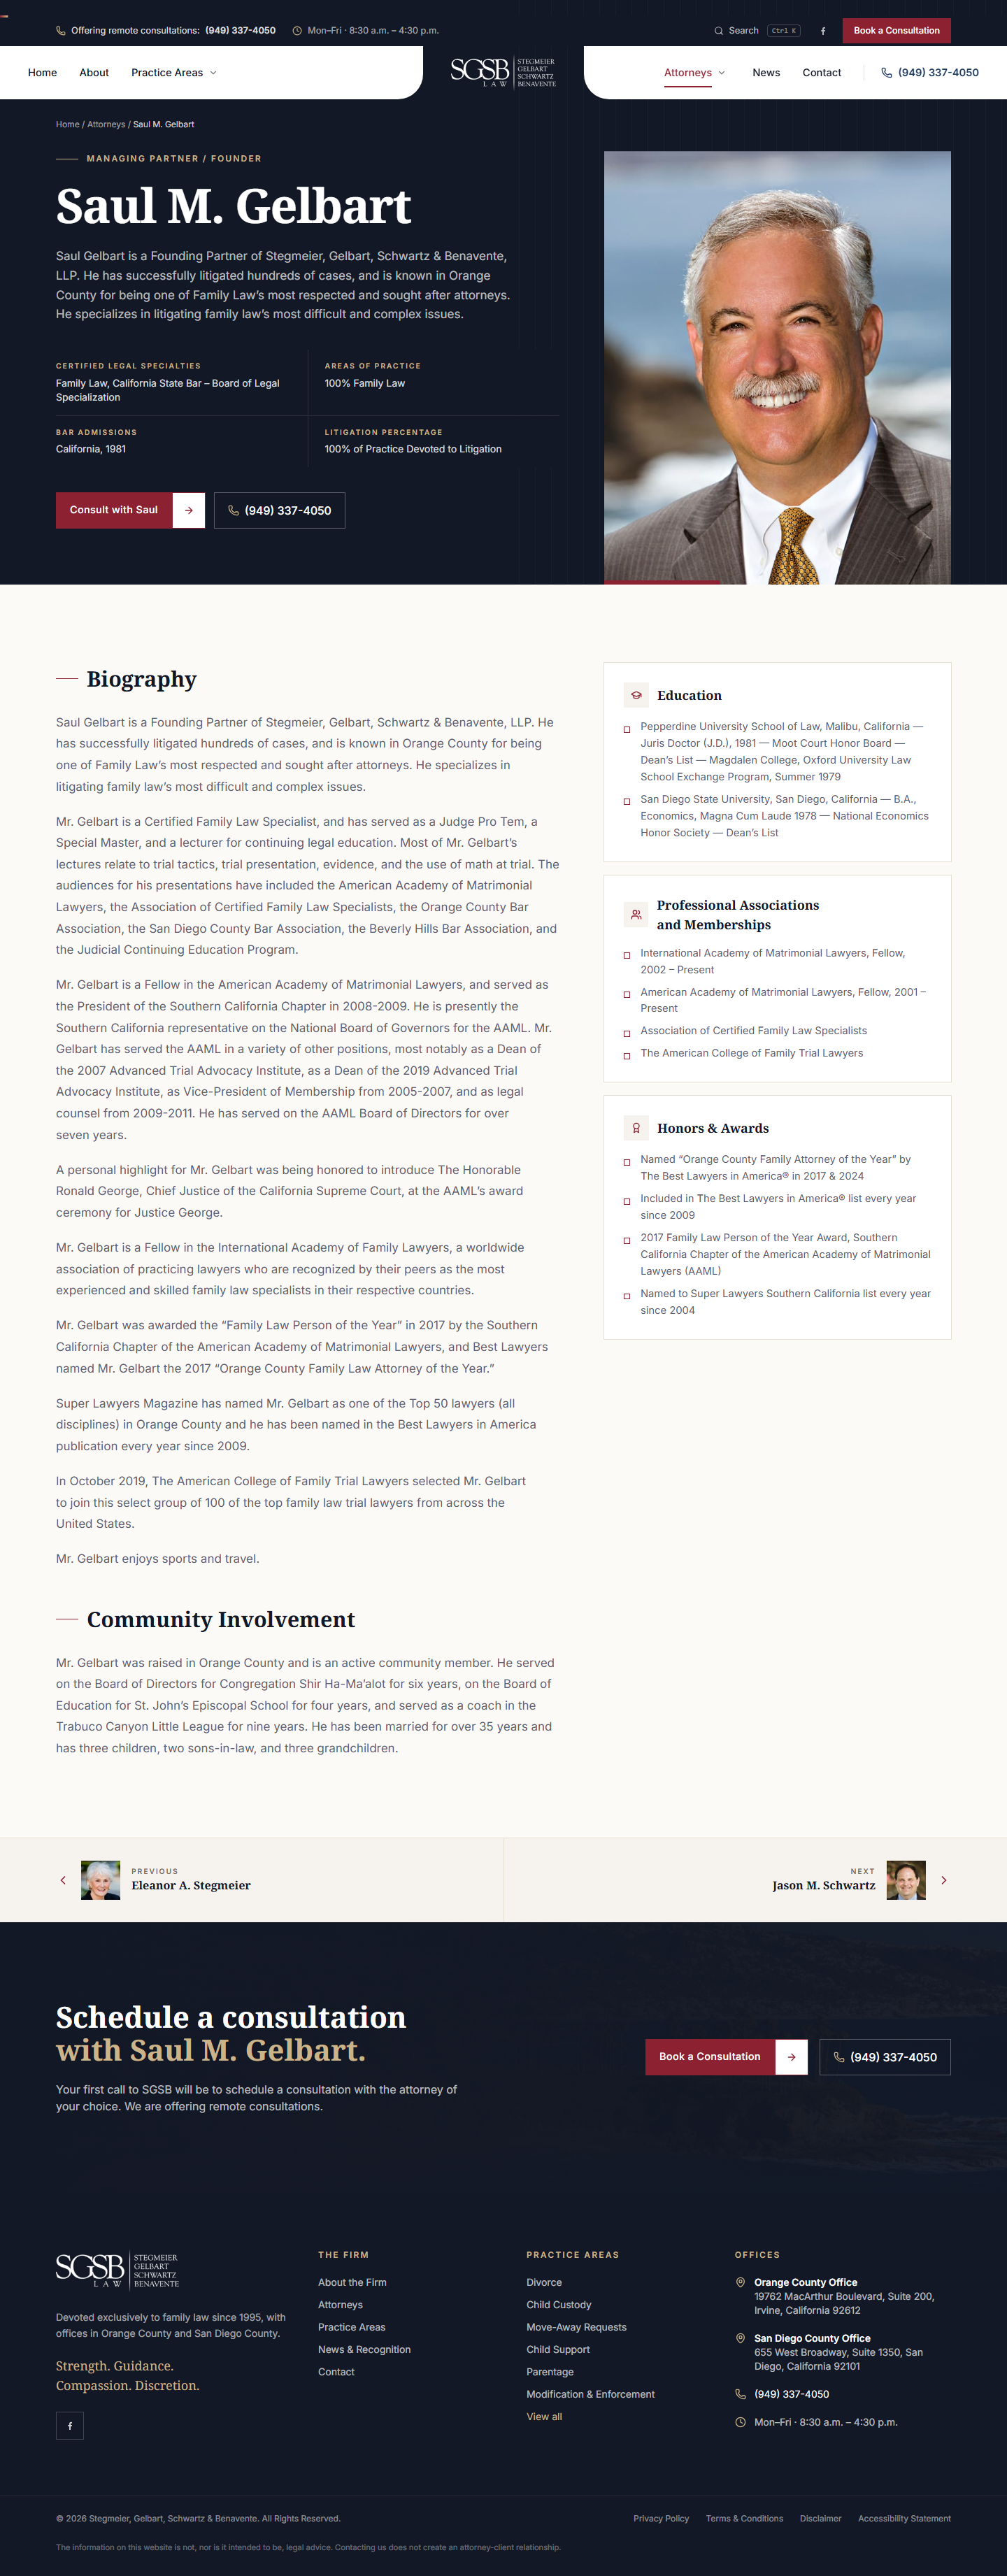 Offering remote consultations: (949) 337-4050
Mon–Fri · 8:30 a.m. – 4:30 p.m.
Search Ctrl K
Book a Consultation
Home
About
Practice Areas
SGSB LAW
STEGMEIER
GELBART
SCHWARTZ
BENAVENTE
Attorneys
News
Contact
(949) 337-4050
Home / Attorneys / Saul M. Gelbart
MANAGING PARTNER / FOUNDER
Saul M. Gelbart
Saul Gelbart is a Founding Partner of Stegmeier, Gelbart, Schwartz & Benavente,
LLP. He has successfully litigated hundreds of cases, and is known in Orange
County for being one of Family Law’s most respected and sought after attorneys.
He specializes in litigating family law’s most difficult and complex issues.
CERTIFIED LEGAL SPECIALTIES
Family Law, California State Bar – Board of Legal
Specialization
AREAS OF PRACTICE
100% Family Law
BAR ADMISSIONS
California, 1981
LITIGATION PERCENTAGE
100% of Practice Devoted to Litigation
Consult with Saul
(949) 337-4050
Biography
Saul Gelbart is a Founding Partner of Stegmeier, Gelbart, Schwartz & Benavente, LLP. He
has successfully litigated hundreds of cases, and is known in Orange County for being
one of Family Law’s most respected and sought after attorneys. He specializes in
litigating family law’s most difficult and complex issues.
Mr. Gelbart is a Certified Family Law Specialist, and has served as a Judge Pro Tem, a
Special Master, and a lecturer for continuing legal education. Most of Mr. Gelbart’s
lectures relate to trial tactics, trial presentation, evidence, and the use of math at trial. The
audiences for his presentations have included the American Academy of Matrimonial
Lawyers, the Association of Certified Family Law Specialists, the Orange County Bar
Association, the San Diego County Bar Association, the Beverly Hills Bar Association, and
the Judicial Continuing Education Program.
Mr. Gelbart is a Fellow in the American Academy of Matrimonial Lawyers, and served as
the President of the Southern California Chapter in 2008-2009. He is presently the
Southern California representative on the National Board of Governors for the AAML. Mr.
Gelbart has served the AAML in a variety of other positions, most notably as a Dean of
the 2007 Advanced Trial Advocacy Institute, as a Dean of the 2019 Advanced Trial
Advocacy Institute, as Vice-President of Membership from 2005-2007, and as legal
counsel from 2009-2011. He has served on the AAML Board of Directors for over
seven years.
A personal highlight for Mr. Gelbart was being honored to introduce The Honorable
Ronald George, Chief Justice of the California Supreme Court, at the AAML’s award
ceremony for Justice George.
Mr. Gelbart is a Fellow in the International Academy of Family Lawyers, a worldwide
association of practicing lawyers who are recognized by their peers as the most
experienced and skilled family law specialists in their respective countries.
Mr. Gelbart was awarded the “Family Law Person of the Year” in 2017 by the Southern
California Chapter of the American Academy of Matrimonial Lawyers, and Best Lawyers
named Mr. Gelbart the 2017 “Orange County Family Law Attorney of the Year.”
Super Lawyers Magazine has named Mr. Gelbart as one of the Top 50 lawyers (all
disciplines) in Orange County and he has been named in the Best Lawyers in America
publication every year since 2009.
In October 2019, The American College of Family Trial Lawyers selected Mr. Gelbart
to join this select group of 100 of the top family law trial lawyers from across the
United States.
Mr. Gelbart enjoys sports and travel.
Community Involvement
Mr. Gelbart was raised in Orange County and is an active community member. He served
on the Board of Directors for Congregation Shir Ha-Ma’alot for six years, on the Board of
Education for St. John’s Episcopal School for four years, and served as a coach in the
Trabuco Canyon Little League for nine years. He has been married for over 35 years and
has three children, two sons-in-law, and three grandchildren.
Education
Pepperdine University School of Law, Malibu, California —
Juris Doctor (J.D.), 1981 — Moot Court Honor Board —
Dean’s List — Magdalen College, Oxford University Law
School Exchange Program, Summer 1979
San Diego State University, San Diego, California — B.A.,
Economics, Magna Cum Laude 1978 — National Economics
Honor Society — Dean’s List
Professional Associations
and Memberships
International Academy of Matrimonial Lawyers, Fellow,
2002 – Present
American Academy of Matrimonial Lawyers, Fellow, 2001 –
Present
Association of Certified Family Law Specialists
The American College of Family Trial Lawyers
Honors & Awards
Named “Orange County Family Attorney of the Year” by
The Best Lawyers in America® in 2017 & 2024
Included in The Best Lawyers in America® list every year
since 2009
2017 Family Law Person of the Year Award, Southern
California Chapter of the American Academy of Matrimonial
Lawyers (AAML)
Named to Super Lawyers Southern California list every year
since 2004
PREVIOUS
Eleanor A. Stegmeier
NEXT
Jason M. Schwartz
Schedule a consultation
with Saul M. Gelbart.
Your first call to SGSB will be to schedule a consultation with the attorney of
your choice. We are offering remote consultations.
Book a Consultation
(949) 337-4050
SGSB LAW
STEGMEIER
GELBART
SCHWARTZ
BENAVENTE
Devoted exclusively to family law since 1995, with
offices in Orange County and San Diego County.
Strength. Guidance.
Compassion. Discretion.
THE FIRM
About the Firm
Attorneys
Practice Areas
News & Recognition
Contact
PRACTICE AREAS
Divorce
Child Custody
Move-Away Requests
Child Support
Parentage
Modification & Enforcement
View all
OFFICES
Orange County Office
19762 MacArthur Boulevard, Suite 200,
Irvine, California 92612
San Diego County Office
655 West Broadway, Suite 1350, San
Diego, California 92101
(949) 337-4050
Mon–Fri · 8:30 a.m. – 4:30 p.m.
© 2026 Stegmeier, Gelbart, Schwartz & Benavente. All Rights Reserved.
Privacy Policy
Terms & Conditions
Disclaimer
Accessibility Statement
The information on this website is not, nor is it intended to be, legal advice. Contacting us does not create an attorney-client relationship.